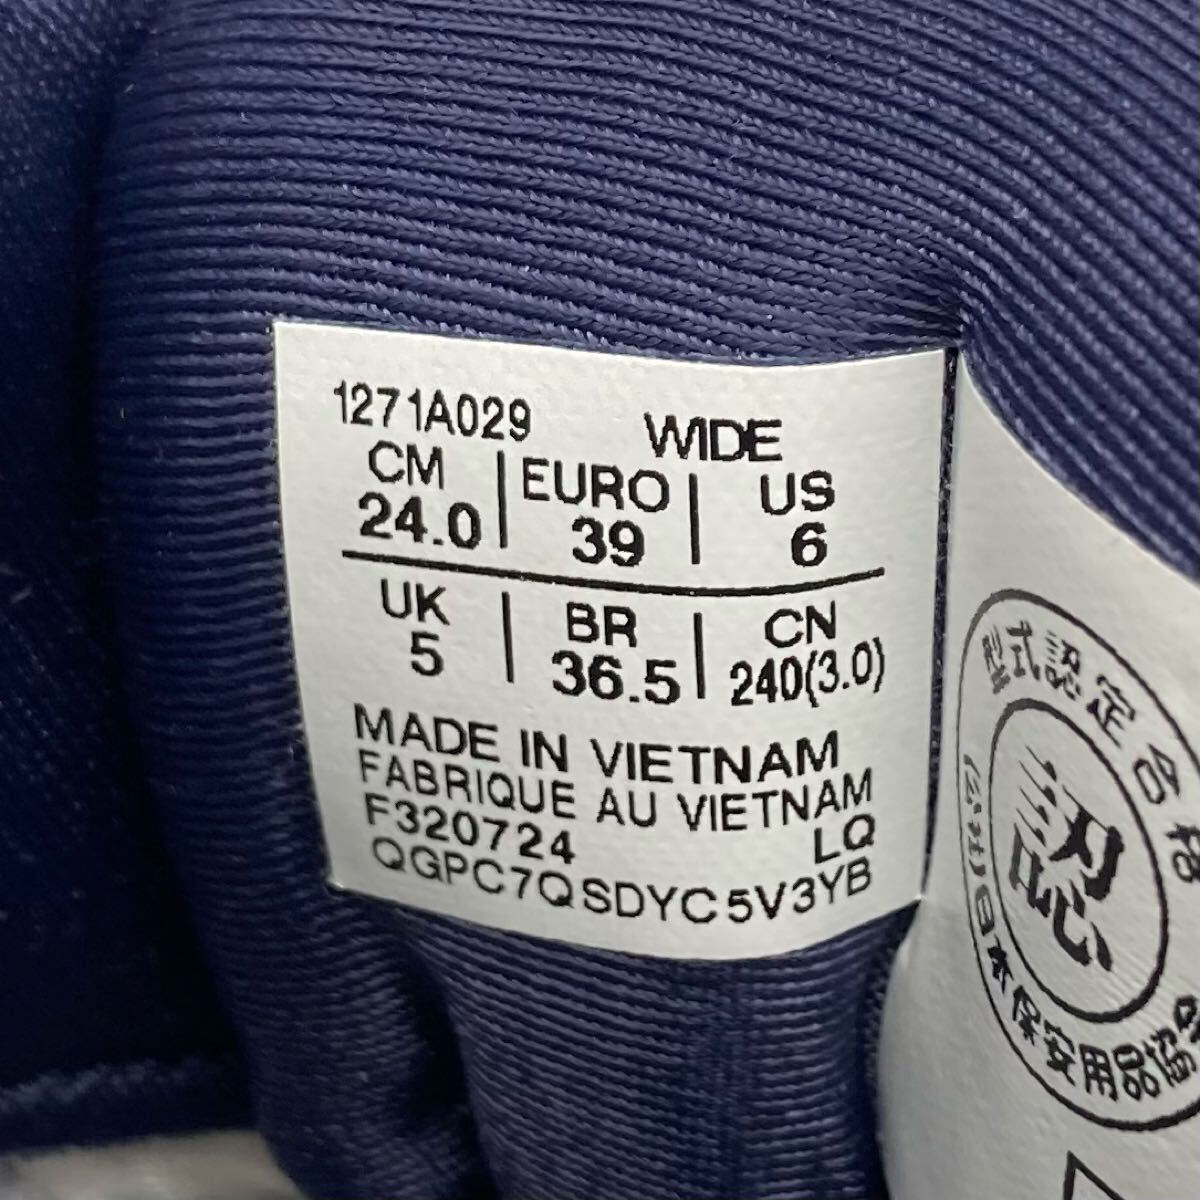 1271A029 WIDE
CM EURO US
24.0 39 6
UK BR CN
5 36.5 240(3.0)
MADE IN VIETNAM
FABRIQUE AU VIETNAM
F320724 LQ
QGPC7QSDYC5V3YB
型式認定合格
認
(公社)日本保安用品協会